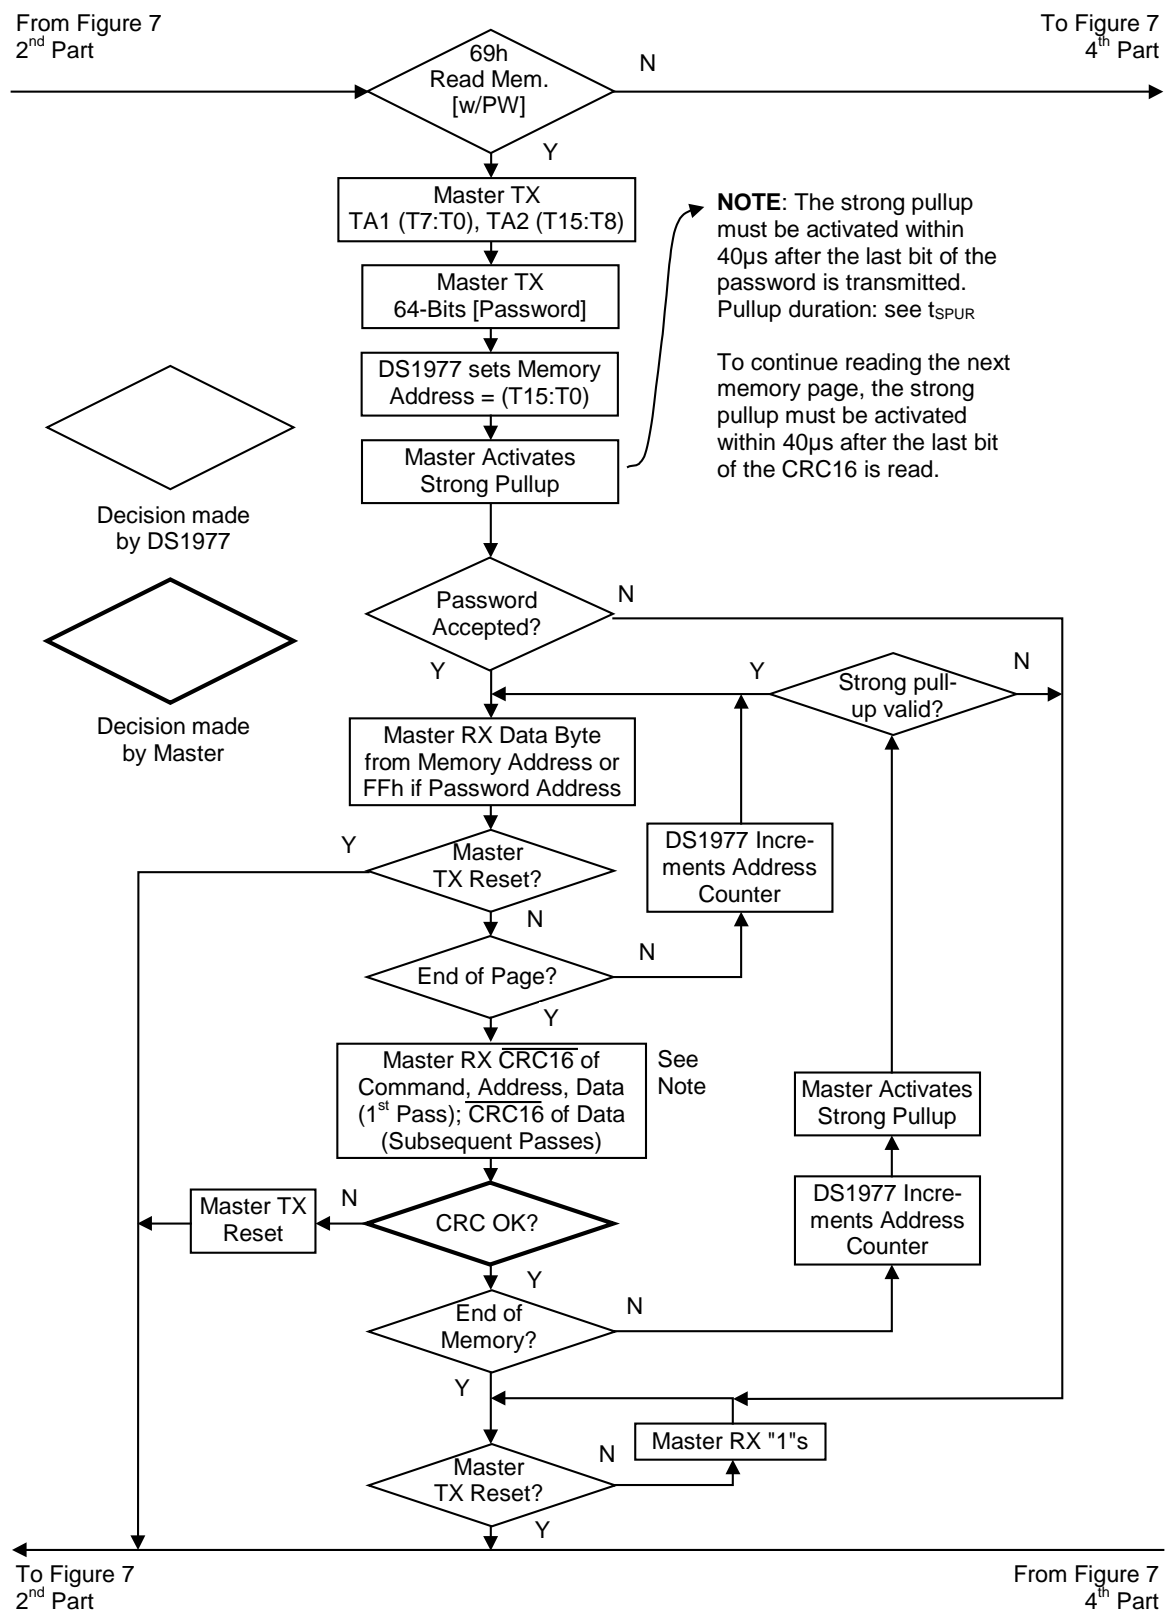 From Figure 7
2nd Part
To Figure 7
4th Part
69h
Read Mem.
[w/PW]
N
Y
Master TX
TA1 (T7:T0), TA2 (T15:T8)
NOTE: The strong pullup
must be activated within
40µs after the last bit of the
password is transmitted.
Pullup duration: see tSPUR
To continue reading the next
memory page, the strong
pullup must be activated
within 40µs after the last bit
of the CRC16 is read.
Master TX
64-Bits [Password]
DS1977 sets Memory
Address = (T15:T0)
Master Activates
Strong Pullup
Decision made
by DS1977
Password
Accepted?
N
Y
Decision made
by Master
Strong pull-
up valid?
Y
N
Master RX Data Byte
from Memory Address or
FFh if Password Address
Y
Master
TX Reset?
N
DS1977 Incre-
ments Address
Counter
End of Page?
N
Y
Master RX CRC16 of
Command, Address, Data
(1st Pass); CRC16 of Data
(Subsequent Passes)
See
Note
Master Activates
Strong Pullup
Master TX
Reset
N
CRC OK?
Y
DS1977 Incre-
ments Address
Counter
End of
Memory?
N
Y
Master RX "1"s
Master
TX Reset?
N
Y
To Figure 7
2nd Part
From Figure 7
4th Part